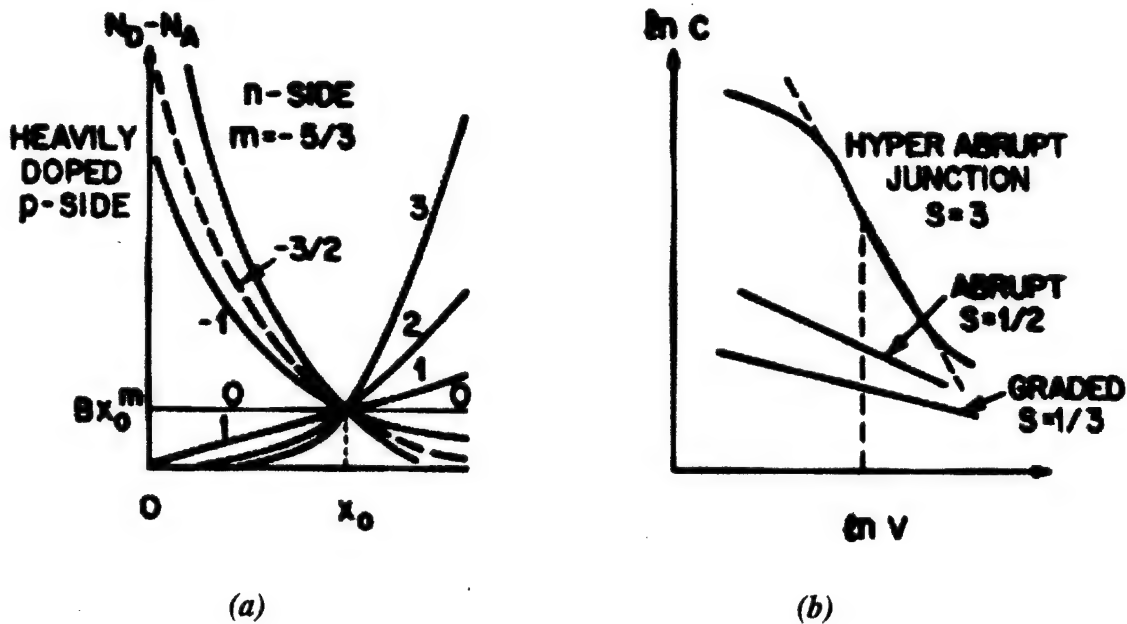 N_D-N_A
n-SIDE
m=-5/3
HEAVILY
DOPED
p-SIDE
-3/2
-1
3
2
1
Bx_0^m
0
0
1
0
x_0
(a)
ln C
HYPER ABRUPT
JUNCTION
S=3
ABRUPT
S=1/2
GRADED
S=1/3
ln V
(b)